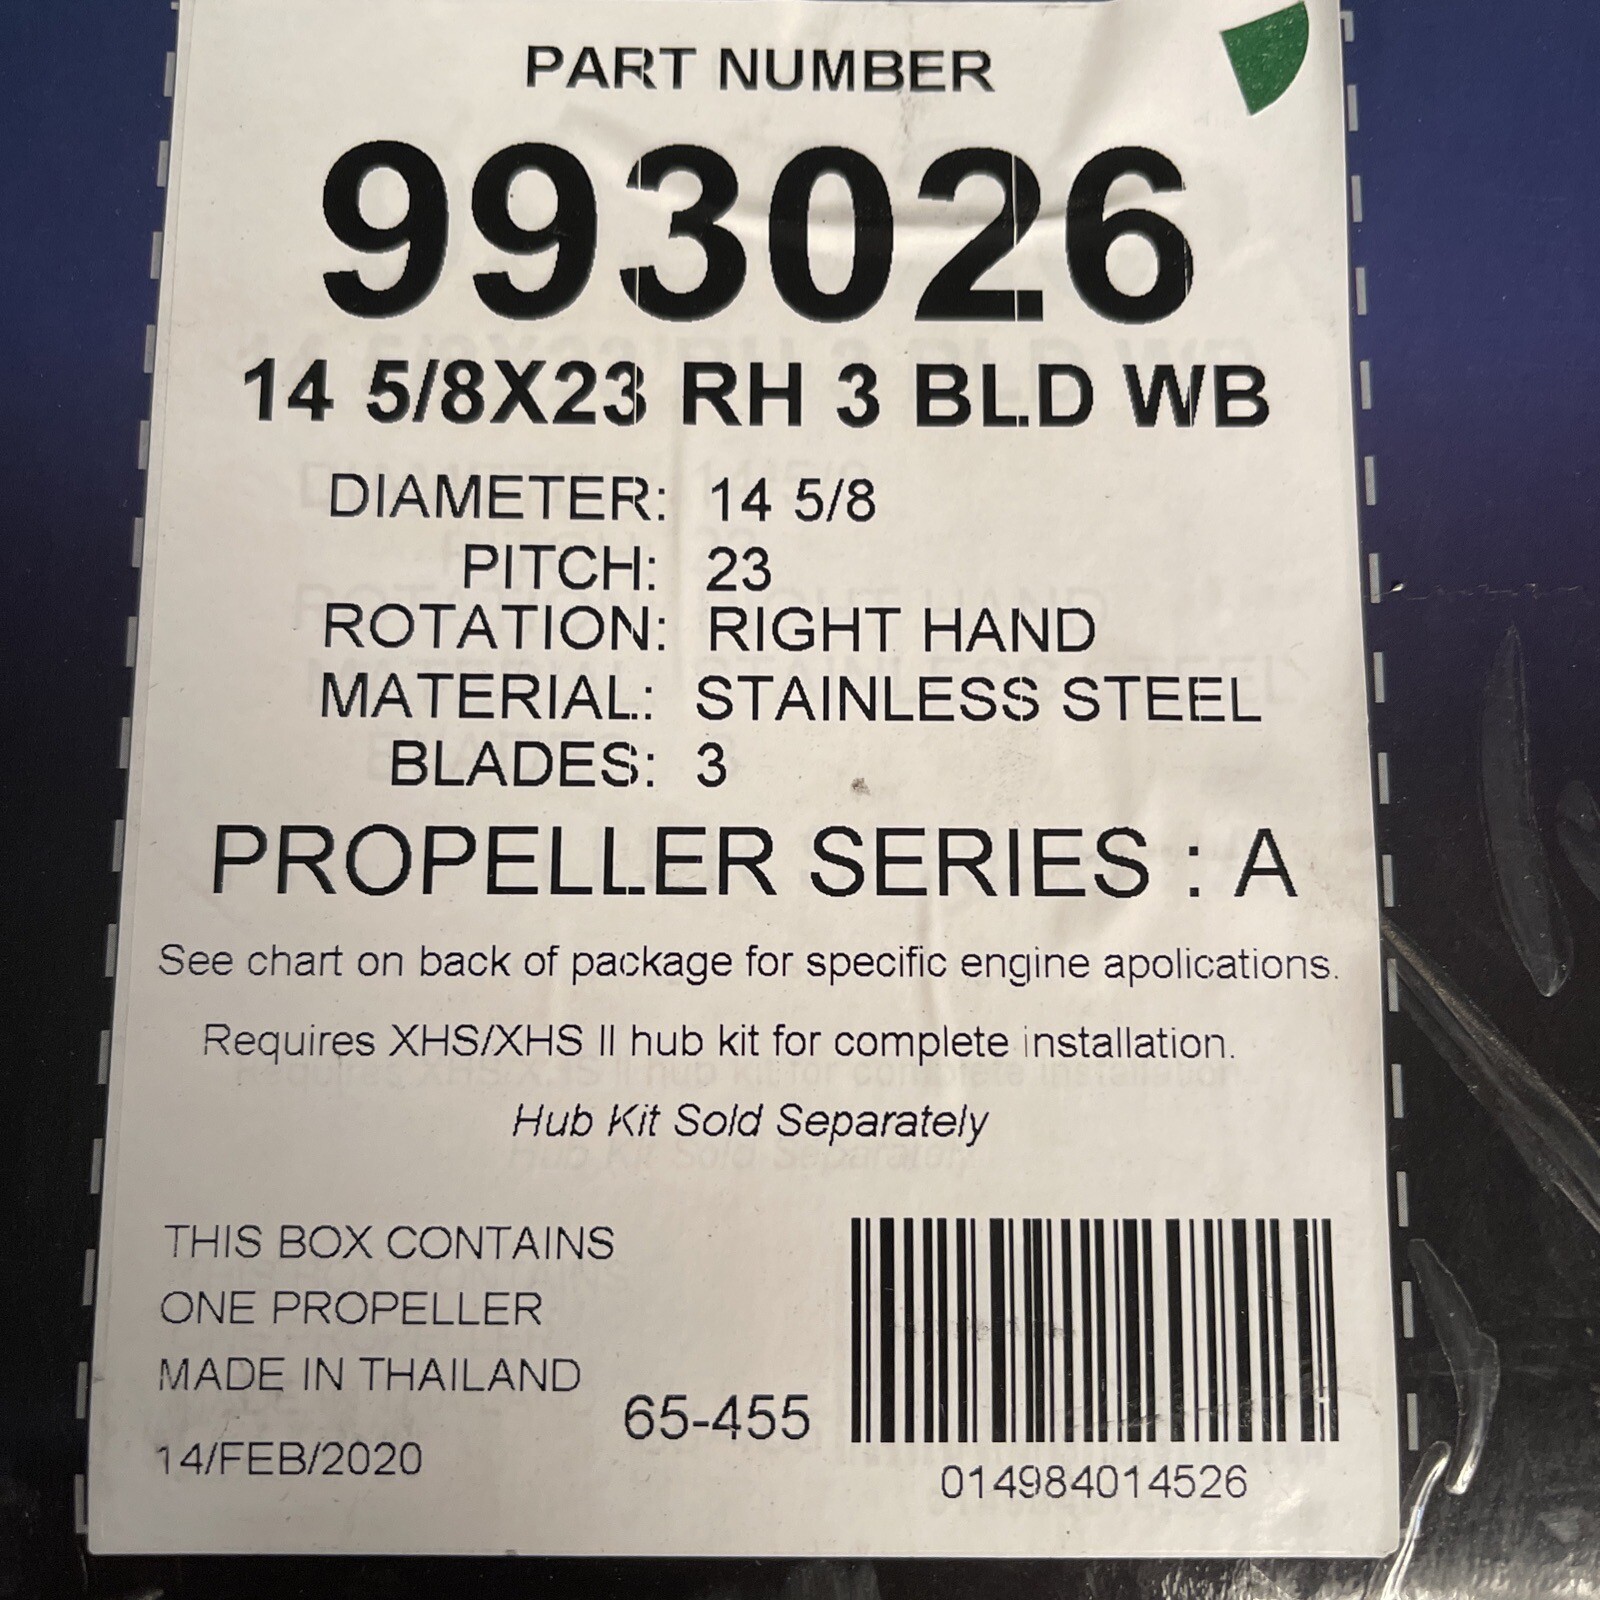 PART NUMBER
993026
14 5/8X23 RH 3 BLD WB
DIAMETER: 14 5/8
PITCH: 23
ROTATION: RIGHT HAND
MATERIAL: STAINLESS STEEL
BLADES: 3
PROPELLER SERIES : A
See chart on back of package for specific engine apolications.
Requires XHS/XHS II hub kit for complete installation.
Hub Kit Sold Separately
THIS BOX CONTAINS
ONE PROPELLER
MADE IN THAILAND
65-455
14/FEB/2020
014984014526